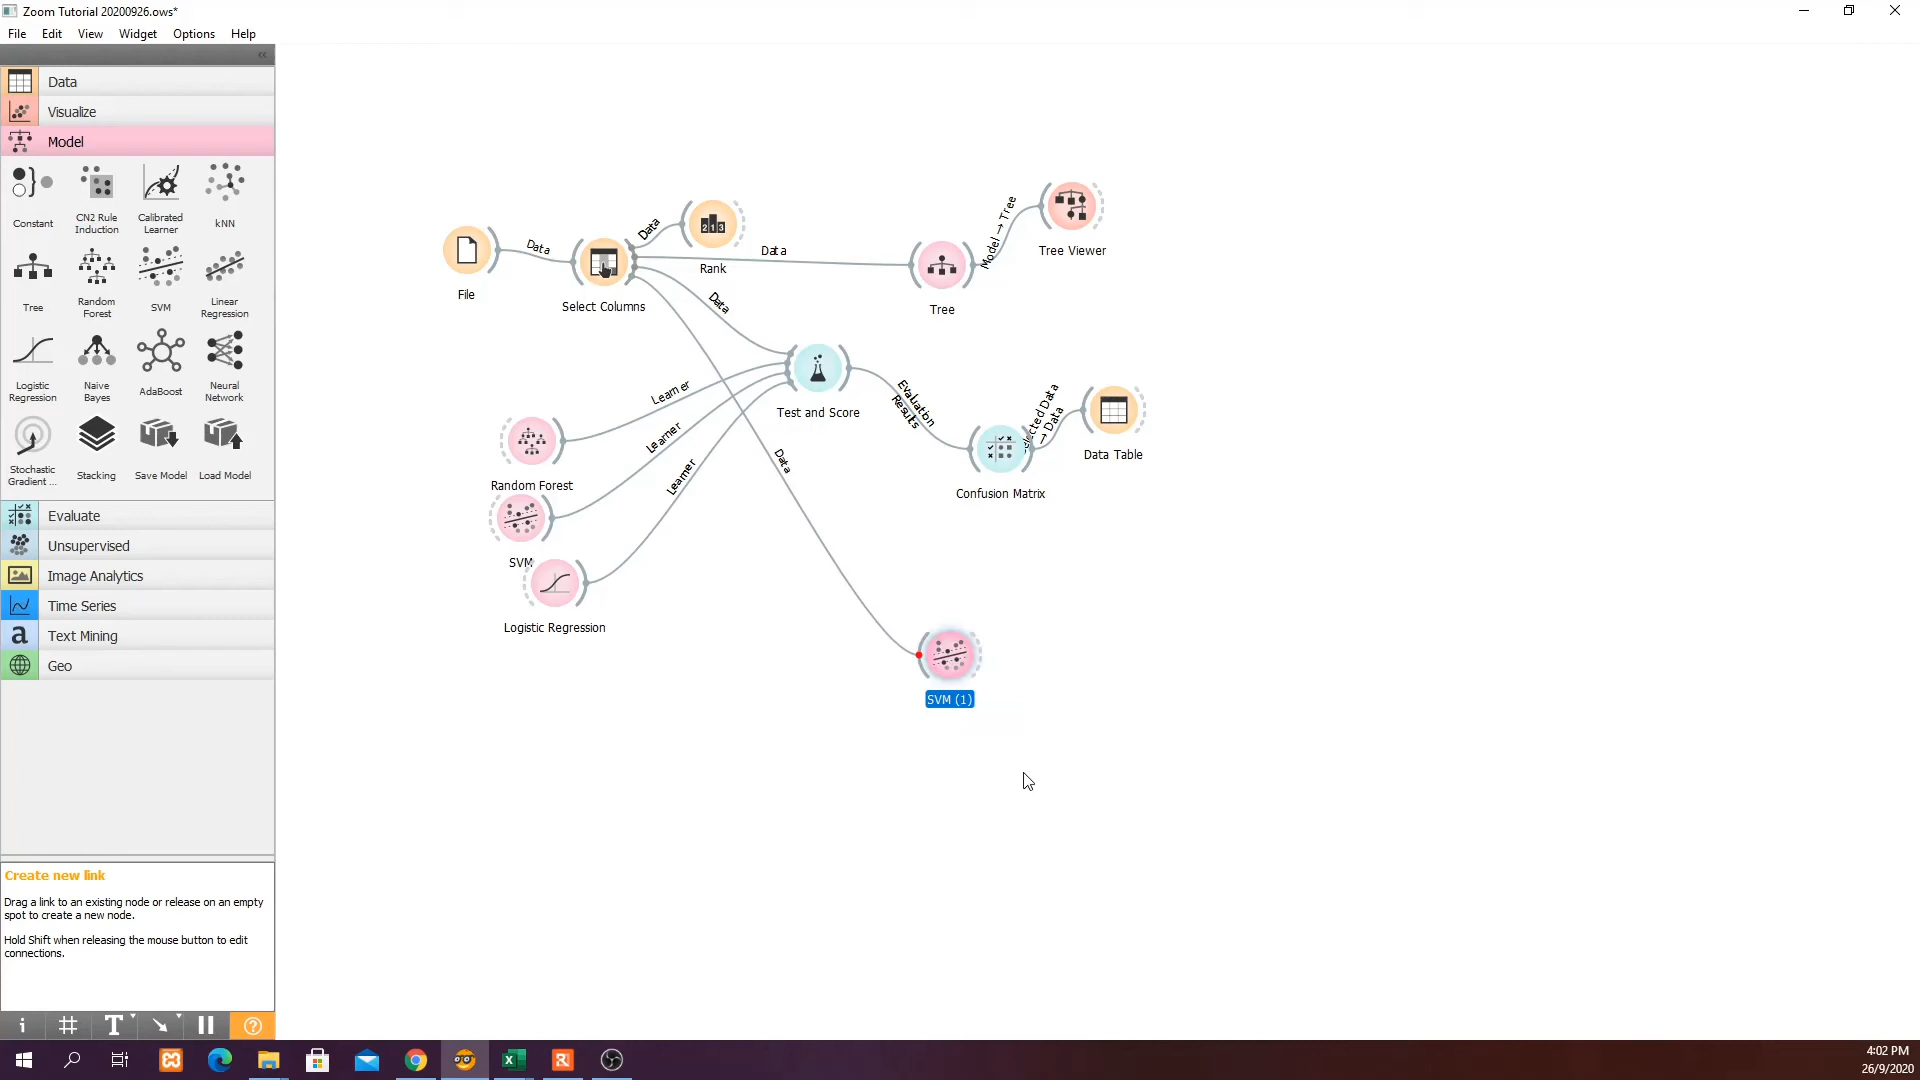 Zoom Tutorial 20200926.ows*
File Edit View Widget Options Help
«
Data
Visualize
Model
Constant
CN2 Rule
Induction
Calibrated
Learner
kNN
Tree
Random
Forest
SVM
Linear
Regression
Logistic
Regression
Naive
Bayes
AdaBoost
Neural
Network
Stochastic
Gradient ...
Stacking
Save Model
Load Model
Evaluate
Unsupervised
Image Analytics
Time Series
a Text Mining
Geo
Create new link
Drag a link to an existing node or release on an empty
spot to create a new node.
Hold Shift when releasing the mouse button to edit
connections.
File
Data
Select Columns
Data
2 1 3
Rank
Data
Tree
Model → Tree
Tree Viewer
Data
Test and Score
Learner
Learner
Learner
Random Forest
SVM
Logistic Regression
Evaluation
Results
Confusion Matrix
Data
→ Data
Data Table
Data
SVM (1)
i # T ?
4:02 PM
26/9/2020